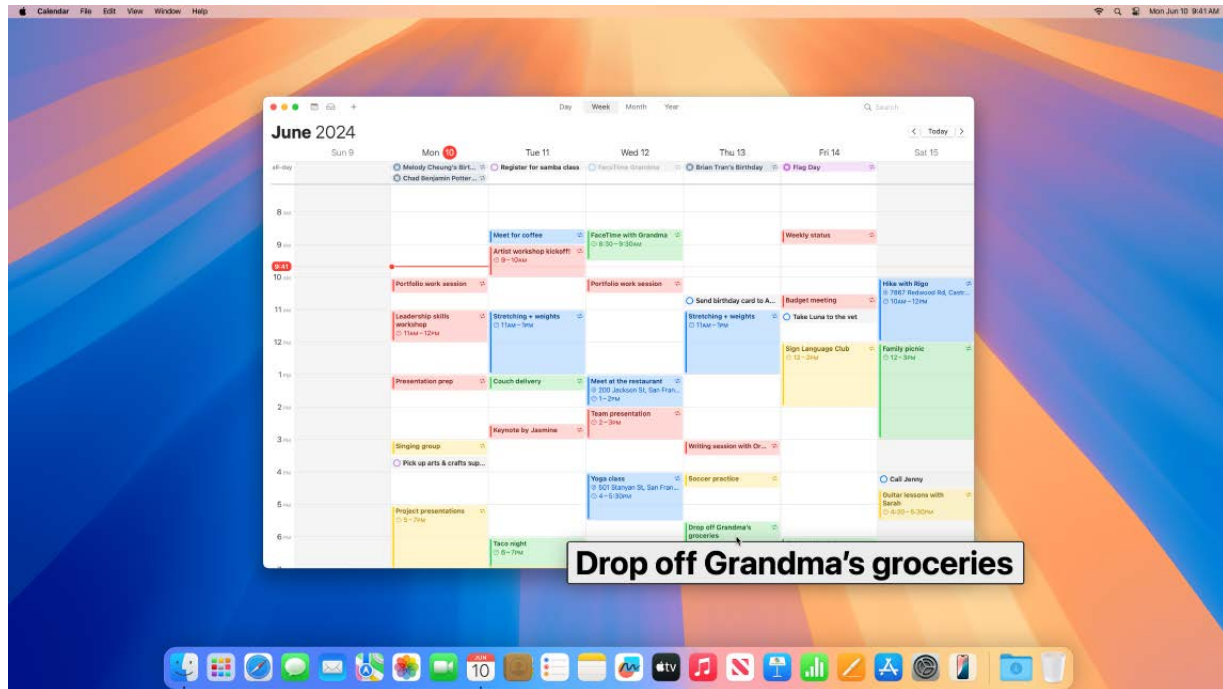 Calendar File Edit View Window Help
Mon Jun 10 9:41 AM
Day Week Month Year
Search
June 2024
Today
Sun 9
Mon 10
Tue 11
Wed 12
Thu 13
Fri 14
Sat 15
all-day
Melody Cheung's Birt...
Chad Benjamin Potter...
Register for samba class
FaceTime Grandma
Brian Tran's Birthday
Flag Day
8 AM
9 AM
9:41
10 AM
11 AM
12 PM
1 PM
2 PM
3 PM
4 PM
5 PM
6 PM
Portfolio work session
Leadership skills
workshop
11AM–12PM
Presentation prep
Singing group
Pick up arts & crafts sup...
Project presentations
5–7PM
Meet for coffee
Artist workshop kickoff!
9–10AM
Stretching + weights
11AM–1PM
Couch delivery
Keynote by Jasmine
Taco night
6–7PM
FaceTime with Grandma
8:30–9:30AM
Portfolio work session
Meet at the restaurant
200 Jackson St, San Fran...
1–2PM
Team presentation
2–3PM
Yoga class
501 Stanyan St, San Fran...
4–5:30PM
Send birthday card to A...
Stretching + weights
11AM–1PM
Writing session with Or...
Soccer practice
Drop off Grandma's
groceries
Weekly status
Budget meeting
Take Luna to the vet
Sign Language Club
12–2PM
Hike with Rigo
7867 Redwood Rd, Castr...
10AM–12PM
Family picnic
12–3PM
Call Jenny
Guitar lessons with
Sarah
4:30–5:30PM
Drop off Grandma's groceries
JUN
10
tv